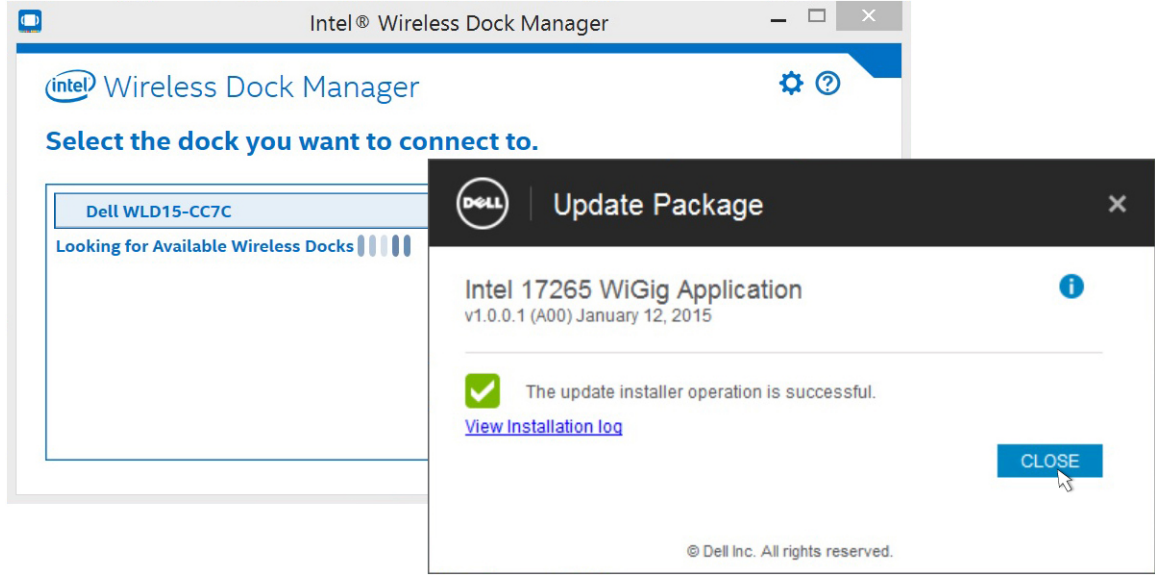 Intel® Wireless Dock Manager
intel Wireless Dock Manager
Select the dock you want to connect to.
Dell WLD15-CC7C
Looking for Available Wireless Docks
DELL Update Package
Intel 17265 WiGig Application
v1.0.0.1 (A00) January 12, 2015
The update installer operation is successful.
View Installation log
CLOSE
© Dell Inc. All rights reserved.